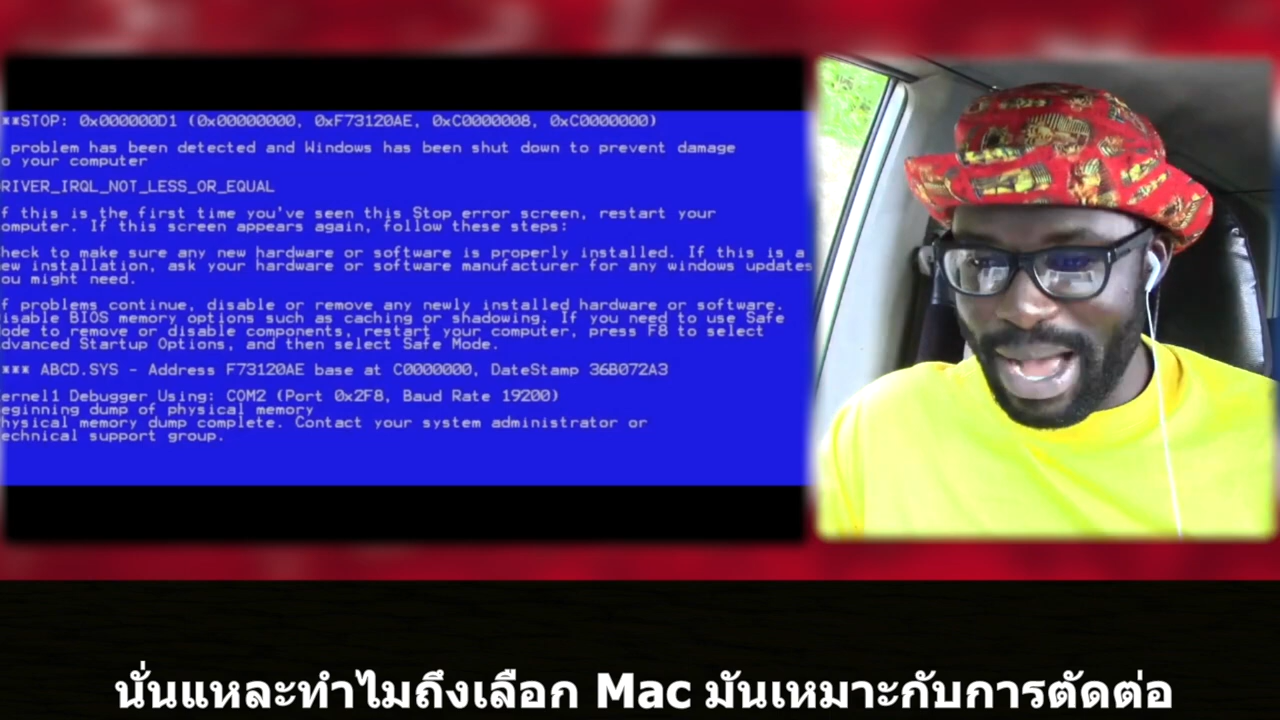 **STOP: 0x000000D1 (0x00000000, 0xF73120AE, 0xC0000008, 0xC0000000)
problem has been detected and Windows has been shut down to prevent damage
o your computer
RIVER_IRQL_NOT_LESS_OR_EQUAL
f this is the first time you've seen this Stop error screen, restart your
omputer. If this screen appears again, follow these steps:
heck to make sure any new hardware or software is properly installed. If this is a
ew installation, ask your hardware or software manufacturer for any windows updates
ou might need.
f problems continue, disable or remove any newly installed hardware or software.
isable BIOS memory options such as caching or shadowing. If you need to use Safe
ode to remove or disable components, restart your computer, press F8 to select
dvanced Startup Options, and then select Safe Mode.
*** ABCD.SYS - Address F73120AE base at C0000000, DateStamp 36B072A3
ernel1 Debugger Using: COM2 (Port 0x2F8, Baud Rate 19200)
eginning dump of physical memory
hysical memory dump complete. Contact your system administrator or
echnical support group.
นั่นแหละทำไมถึงเลือก Mac มันเหมาะกับการตัดต่อ